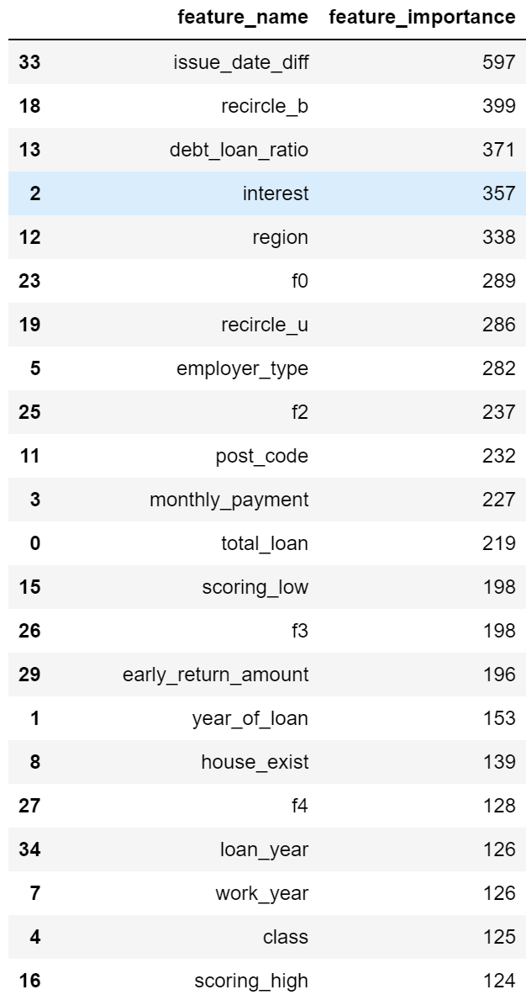 feature_name feature_importance
33 issue_date_diff 597
18 recircle_b 399
13 debt_loan_ratio 371
2 interest 357
12 region 338
23 f0 289
19 recircle_u 286
5 employer_type 282
25 f2 237
11 post_code 232
3 monthly_payment 227
0 total_loan 219
15 scoring_low 198
26 f3 198
29 early_return_amount 196
1 year_of_loan 153
8 house_exist 139
27 f4 128
34 loan_year 126
7 work_year 126
4 class 125
16 scoring_high 124